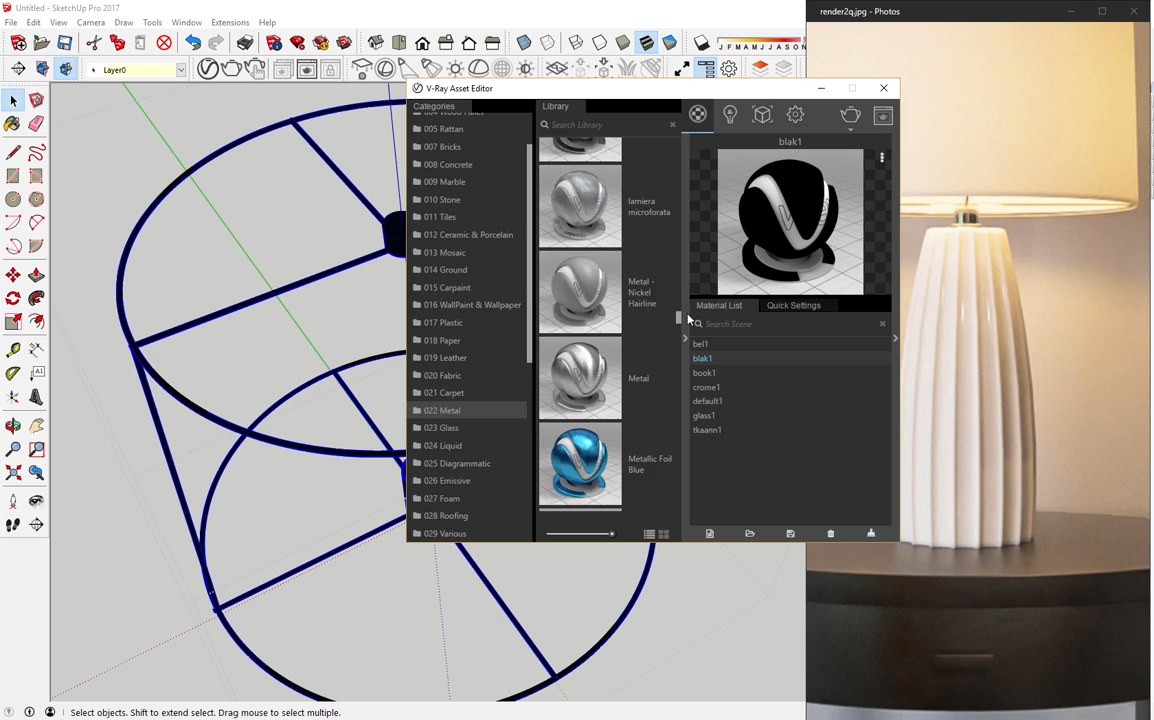 Untitled - SketchUp Pro 2017
render2q.jpg - Photos
File Edit View Camera Draw Tools Window Extensions Help
J F M A M J J A S O N
Layer0
V-Ray Asset Editor
Categories
Library
005 Rattan
007 Bricks
008 Concrete
009 Marble
010 Stone
011 Tiles
012 Ceramic & Porcelain
013 Mosaic
014 Ground
015 Carpaint
016 WallPaint & Wallpaper
017 Plastic
018 Paper
019 Leather
020 Fabric
021 Carpet
022 Metal
023 Glass
024 Liquid
025 Diagrammatic
026 Emissive
027 Foam
028 Roofing
029 Various
Search Library
lamiera
microforata
Metal -
Nickel
Hairline
Metal
Metallic Foil
Blue
blak1
Material List
Quick Settings
Search Scene
bel1
blak1
book1
crome1
default1
glass1
tkaann1
Select objects. Shift to extend select. Drag mouse to select multiple.